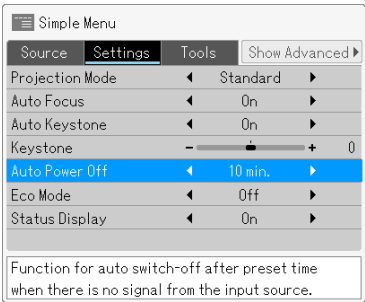 Simple Menu
Source Settings Tools Show Advanced
Projection Mode Standard
Auto Focus On
Auto Keystone On
Keystone - + 0
Auto Power Off 10 min.
Eco Mode Off
Status Display On
Function for auto switch-off after preset time
when there is no signal from the input source.